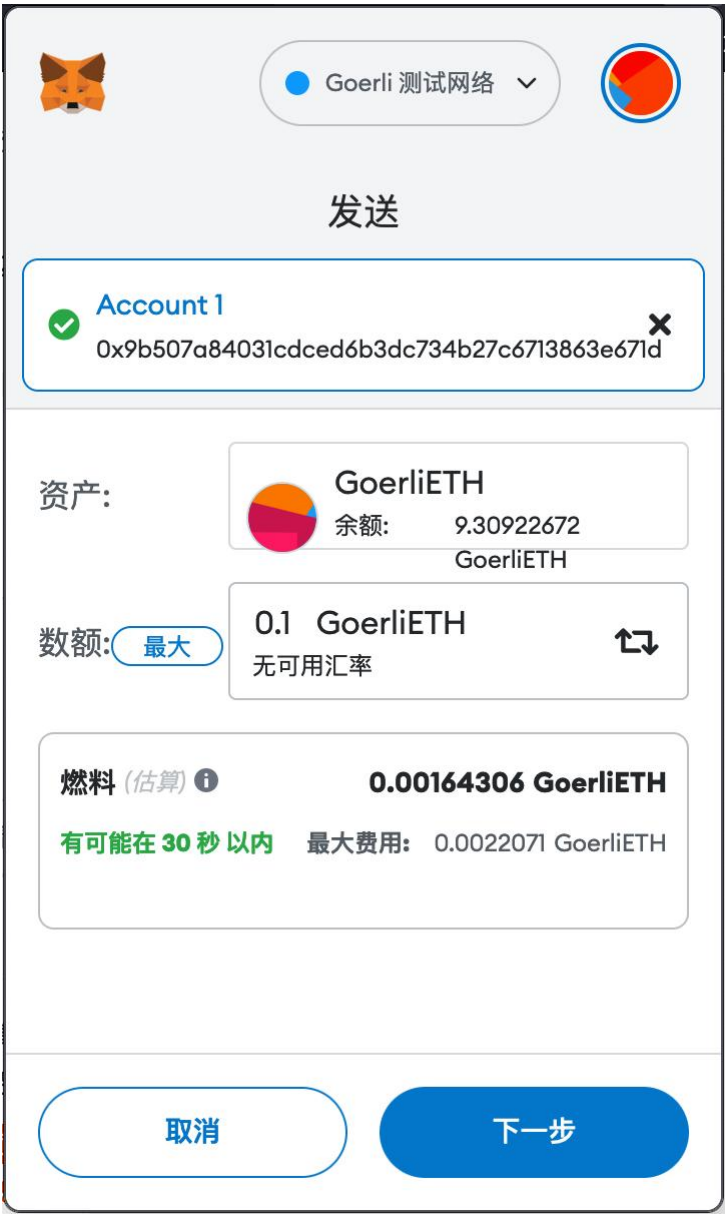 Goerli 测试网络
发送
Account 1
0x9b507a84031cdced6b3dc734b27c6713863e671d
资产:
GoerliETH
余额: 9.30922672
GoerliETH
数额: 最大
0.1 GoerliETH
无可用汇率
燃料 (估算) 0.00164306 GoerliETH
有可能在 30 秒 以内 最大费用: 0.0022071 GoerliETH
取消 下一步